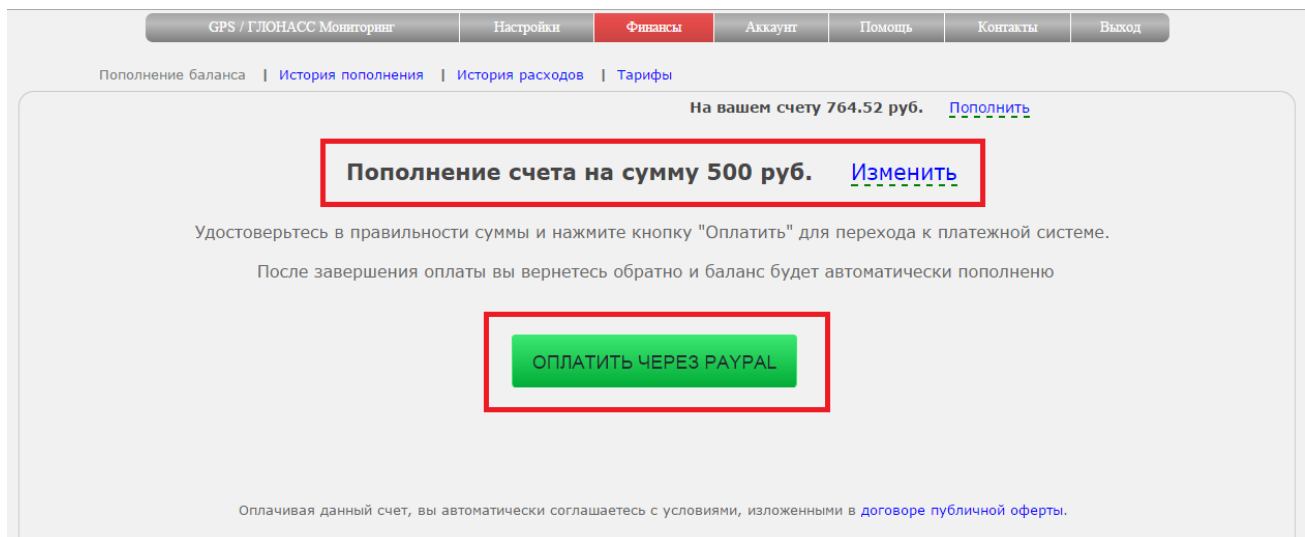 GPS / ГЛОНАСС Мониторинг Настройки Финансы Аккаунт Помощь Контакты Выход
Пополнение баланса | История пополнения | История расходов | Тарифы
На вашем счету 764.52 руб. Пополнить
Пополнение счета на сумму 500 руб. Изменить
Удостоверьтесь в правильности суммы и нажмите кнопку "Оплатить" для перехода к платежной системе.
После завершения оплаты вы вернетесь обратно и баланс будет автоматически пополненю
ОПЛАТИТЬ ЧЕРЕЗ PAYPAL
Оплачивая данный счет, вы автоматически соглашаетесь с условиями, изложенными в договоре публичной оферты.